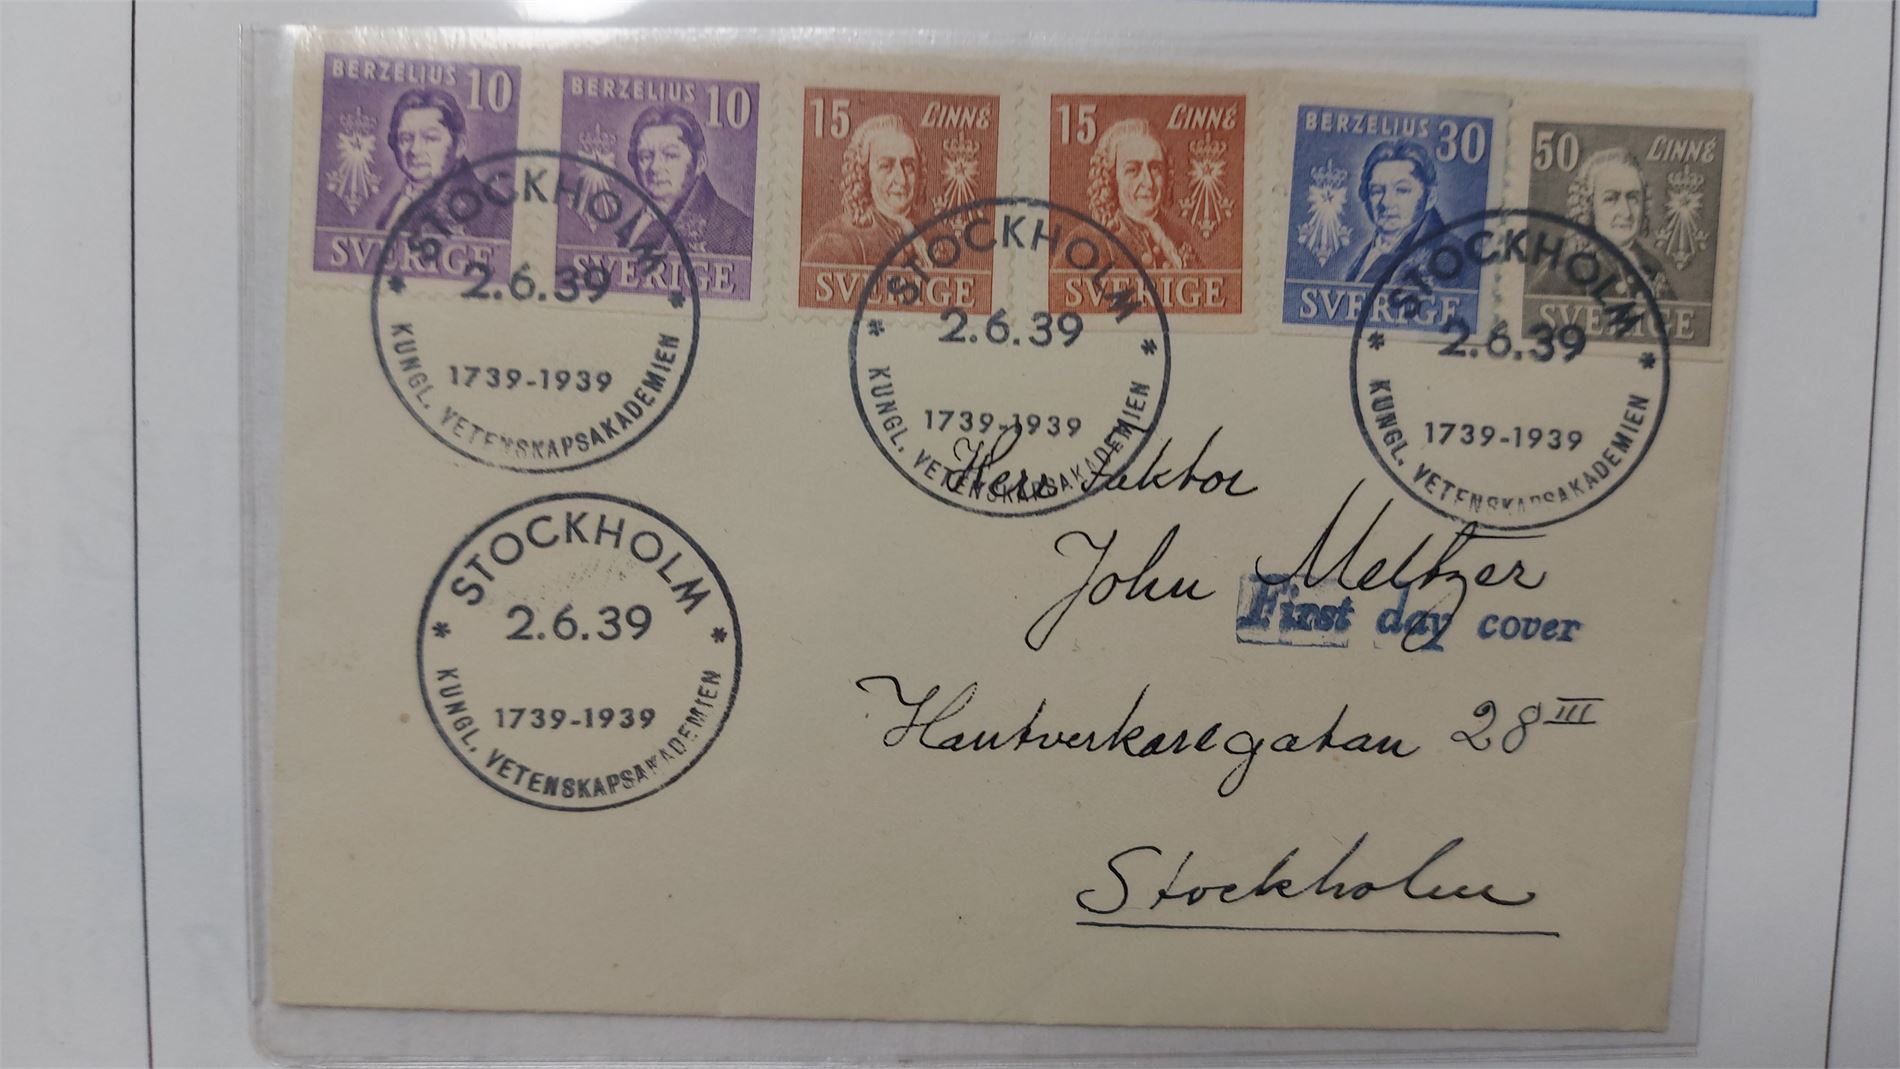 BERZELIUS 10
SVERIGE
BERZELIUS 10
SVERIGE
15 LINNÉ
SVERIGE
15 LINNÉ
SVERIGE
BERZELIUS 30
SVERIGE
50 LINNÉ
SVERIGE
* STOCKHOLM *
2.6.39
1739-1939
KUNGL. VETENSKAPSAKADEMIEN
* STOCKHOLM *
2.6.39
1739-1939
KUNGL. VETENSKAPSAKADEMIEN
* STOCKHOLM *
2.6.39
1739-1939
KUNGL. VETENSKAPSAKADEMIEN
* STOCKHOLM *
2.6.39
1739-1939
KUNGL. VETENSKAPSAKADEMIEN
Herr Faktor
John Meltzer
First day cover
Hantverkaregatan 28 III
Stockholm